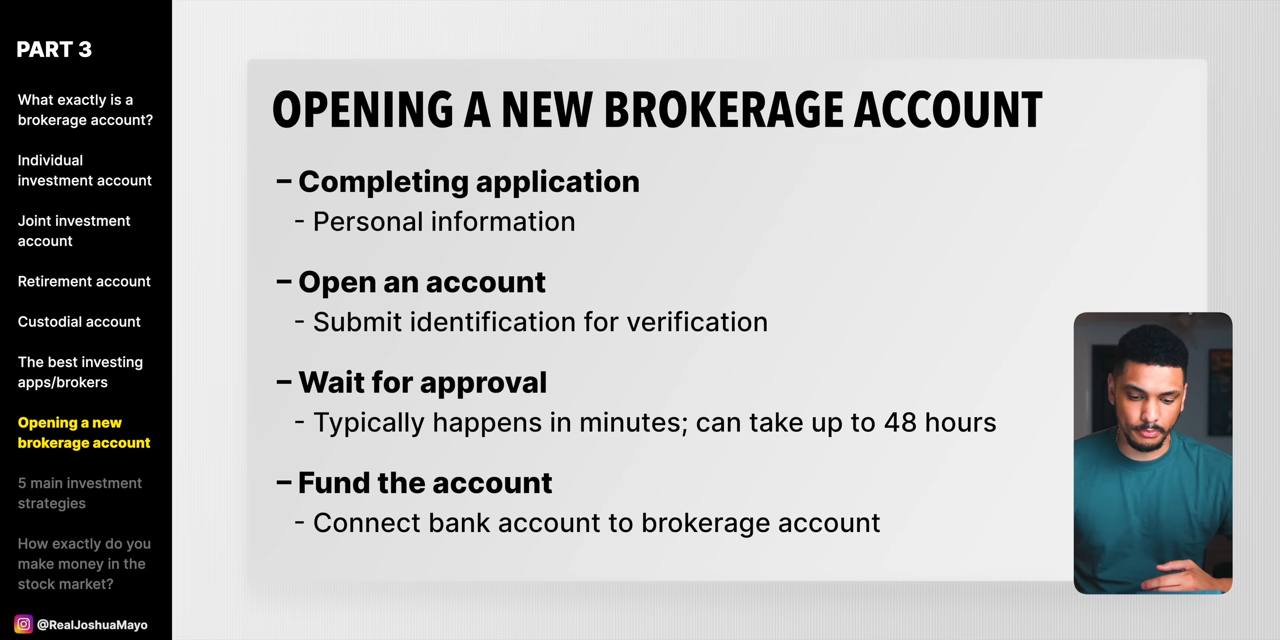 PART 3
What exactly is a
brokerage account?
Individual
investment account
Joint investment
account
Retirement account
Custodial account
The best investing
apps/brokers
Opening a new
brokerage account
5 main investment
strategies
How exactly do you
make money in the
stock market?
@RealJoshuaMayo
OPENING A NEW BROKERAGE ACCOUNT
– Completing application
- Personal information
– Open an account
- Submit identification for verification
– Wait for approval
- Typically happens in minutes; can take up to 48 hours
– Fund the account
- Connect bank account to brokerage account